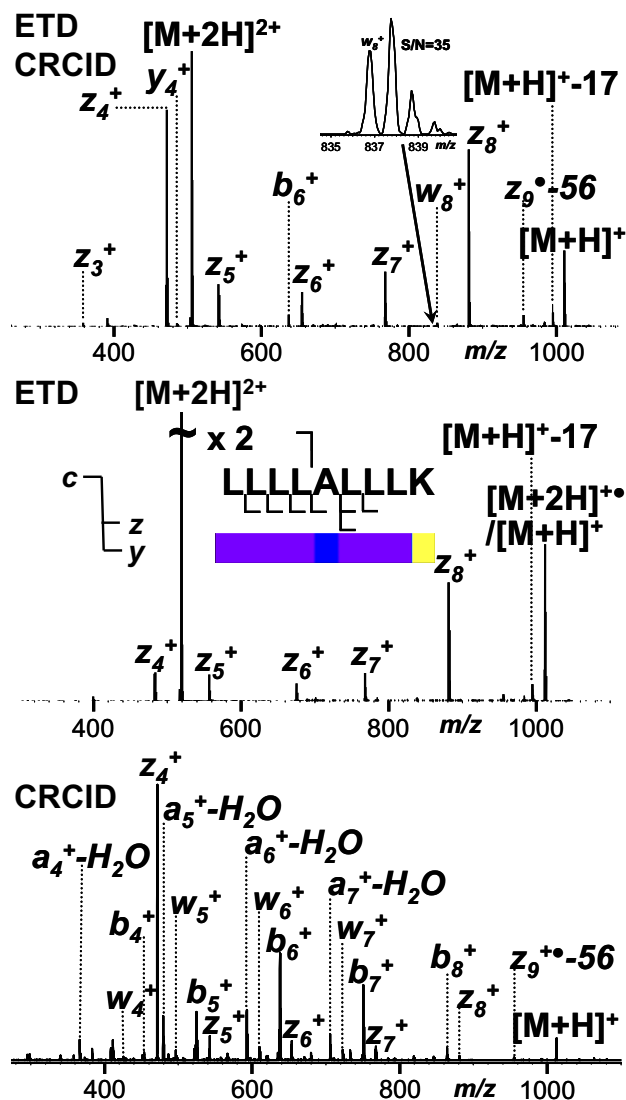 ETD
CRCID
[M+2H]²⁺
y₄⁺
z₄⁺
z₃⁺
z₅⁺
b₆⁺
z₆⁺
z₇⁺
w₈⁺
S/N=35
835 837 839 m/z
w₈⁺
z₈⁺
[M+H]⁺-17
z₉•-56
[M+H]⁺
400 600 800 m/z 1000
ETD
[M+2H]²⁺
~ x 2
c
z
y
LLLLALLLK
[M+H]⁺-17
[M+2H]⁺•
/[M+H]⁺
z₈⁺
z₄⁺
z₅⁺
z₆⁺
z₇⁺
400 600 800 m/z 1000
CRCID
z₄⁺
a₅⁺-H₂O
a₄⁺-H₂O
a₆⁺-H₂O
a₇⁺-H₂O
b₄⁺
w₅⁺
w₆⁺
w₇⁺
w₄⁺
b₅⁺
z₅⁺
b₆⁺
z₆⁺
b₇⁺
z₇⁺
b₈⁺
z₈⁺
z₉⁺•-56
[M+H]⁺
400 600 800 m/z 1000